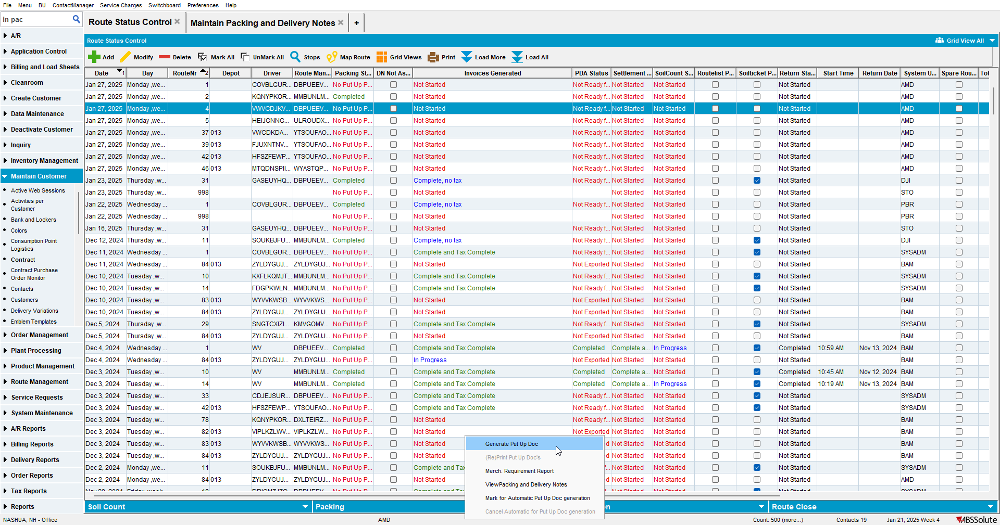 File Menu BU ContactManager Service Charges Switchboard Preferences Help
in pac
Route Status Control
Maintain Packing and Delivery Notes
+
Route Status Control
Grid View All
Add Modify Delete Mark All UnMark All Stops Map Route Grid Views Print Load More Load All
A/R
Application Control
Billing and Load Sheets
Cleanroom
Create Customer
Data Maintenance
Deactivate Customer
Inquiry
Inventory Management
Maintain Customer
Active Web Sessions
Activities per
Customer
Bank and Lockers
Colors
Consumption Point
Logistics
Contract
Contract Purchase
Order Monitor
Contacts
Customers
Delivery Variations
Emblem Templates
Order Management
Plant Processing
Product Management
Route Management
Service Requests
System Maintenance
A/R Reports
Billing Reports
Delivery Reports
Order Reports
Tax Reports
Reports
Date 1 Day RouteNr 2 Depot Driver Route Man... Packing St... DN Not As... Invoices Generated PDA Status Settlement ... SoilCount S... Routelist P... Soilticket P... Return Sta... Start Time Return Date System U... Spare Rou... Tot
Jan 27, 2025 Monday ,we... 1 COVBLGUR... DBPUEEV... No Put Up P... Not Started Not Ready f... Not Started Not Started Not Started AMD
Jan 27, 2025 Monday ,we... 2 KQNYPKOR... MMBUNLM... Completed Not Started Not Ready f... Not Started Not Started Not Started AMD
Jan 27, 2025 Monday ,we... 4 VWVCDJKV... DBPUEEV... No Put Up P... Not Started Not Ready f... Not Started Not Started Not Started AMD
Jan 27, 2025 Monday ,we... 5 HEIJGNNG... ULROUDX... No Put Up P... Not Started Not Ready f... Not Started Not Started Not Started AMD
Jan 27, 2025 Monday ,we... 37 013 VWCDKDA... YTSOUFAO... No Put Up P... Not Started Not Ready f... Not Started Not Started Not Started AMD
Jan 27, 2025 Monday ,we... 39 013 FJUXNTNV... YTSOUFAO... No Put Up P... Not Started Not Ready f... Not Started Not Started Not Started AMD
Jan 27, 2025 Monday ,we... 42 013 HFSZFEWP... YTSOUFAO... No Put Up P... Not Started Not Ready f... Not Started Not Started Not Started AMD
Jan 27, 2025 Monday ,we... 46 013 MTQDNSPII... WYASTQP... No Put Up P... Not Started Not Ready f... Not Started Not Started Not Started AMD
Jan 23, 2025 Thursday ,w... 31 GASEUYHQ... DBPUEEV... Completed Complete, no tax Not Ready f... Not Started Not Started Not Started DJI
Jan 23, 2025 Thursday ,w... 998 No Put Up P... Not Started Not Started Not Started Not Started STO
Jan 22, 2025 Wednesday ... 1 COVBLGUR... DBPUEEV... Completed Complete, no tax Not Ready f... Not Started Not Started Not Started PBR
Jan 22, 2025 Wednesday ... 998 No Put Up P... Not Started Not Started Not Started Not Started PBR
Jan 16, 2025 Thursday ,w... 31 GASEUYHQ... DBPUEEV... No Put Up P... Not Started Not Ready f... Not Started Not Started Not Started STO
Dec 12, 2024 Thursday ,w... 11 SOUKBJFU... MMBUNLM... Completed Complete, no tax Not Ready f... Not Started Not Started Not Started DJI
Dec 11, 2024 Wednesday ... 1 COVBLGUR... DBPUEEV... No Put Up P... Complete and Tax Complete Not Ready f... Not Started Not Started Not Started SYSADM
Dec 11, 2024 Wednesday ... 84 013 ZYLDYGUJ... ZYLDYGUJ... No Put Up P... Not Started Not Exported Not Started Not Started Not Started BAM
Dec 10, 2024 Tuesday ,w... 10 KXFLKQMJT... MMBUNLM... No Put Up P... Complete and Tax Complete Not Ready f... Not Started Not Started Not Started SYSADM
Dec 10, 2024 Tuesday ,w... 14 FDGPKWLN... MMBUNLM... No Put Up P... Complete and Tax Complete Not Ready f... Not Started Not Started Not Started SYSADM
Dec 10, 2024 Tuesday ,w... 83 013 WYVVKWSB... WYVVKWS... No Put Up P... Not Started Not Exported Not Started Not Started Not Started BAM
Dec 10, 2024 Tuesday ,w... 84 013 ZYLDYGUJ... ZYLDYGUJ... No Put Up P... Not Started Not Exported Not Started Not Started Not Started BAM
Dec 5, 2024 Thursday ,w... 29 SNGTCXIZI... KMVGOMV... No Put Up P... Complete and Tax Complete Not Ready f... Not Started Not Started Not Started SYSADM
Dec 5, 2024 Thursday ,w... 84 013 ZYLDYGUJ... ZYLDYGUJ... No Put Up P... Not Started Not Exported Not Started Not Started Not Started BAM
Dec 4, 2024 Wednesday ... 1 WV DBPUEEV... Completed Complete and Tax Complete Completed Complete a... In Progress Completed 10:59 AM Nov 13, 2024 BAM
Dec 4, 2024 Wednesday ... 84 013 ZYLDYGUJ... ZYLDYGUJ... No Put Up P... In Progress Not Exported Not Started Not Started Not Started BAM
Dec 3, 2024 Tuesday ,w... 10 WV MMBUNLM... Completed Complete and Tax Complete Completed Complete a... Not Started Completed 10:45 AM Nov 12, 2024 BAM
Dec 3, 2024 Tuesday ,w... 14 WV MMBUNLM... Completed Complete and Tax Complete Completed Complete a... In Progress Completed 10:19 AM Nov 13, 2024 BAM
Dec 3, 2024 Tuesday ,w... 33 CDJEJSUR... DBPUEEV... No Put Up P... Complete and Tax Complete Not Ready f... Not Started Not Started Not Started SYSADM
Dec 3, 2024 Tuesday ,w... 42 013 HFSZFEWP... YTSOUFAO... No Put Up P... Complete and Tax Complete Not Ready f... Not Started Not Started Not Started SYSADM
Dec 3, 2024 Tuesday ,w... 78 KQNYPKOR... DXLTEIRZ... No Put Up P... Not Started Not Ready f... Not Started Not Started Not Started BAM
Dec 3, 2024 Tuesday ,w... 82 013 VIPLKZLWV... VIPLKZLW... No Put Up P... Not Started Not Exported Not Started Not Started Not Started BAM
Dec 3, 2024 Tuesday ,w... 83 013 WYVVKWSB... WYVVKWS... No Put Up P... Not Started ed Not Started Not Started Not Started BAM
Dec 3, 2024 Tuesday ,w... 84 013 ZYLDYGUJ... ZYLDYGUJ... No Put Up P... Not Started ed Not Started Not Started Not Started BAM
Dec 2, 2024 Monday ,we... 11 SOUKBJFU... MMBUNLM... No Put Up P... Complete and Tax f... Not Started Not Started Not Started SYSADM
Dec 2, 2024 Monday ,we... 84 013 ZYLDYGUJ... ZYLDYGUJ... No Put Up P... Not Started ed Not Started Not Started Not Started AMD
Generate Put Up Doc
(Re)Print Put Up Doc's
Merch. Requirement Report
ViewPacking and Delivery Notes
Mark for Automatic Put Up Doc generation
Cancel Automatic for Put Up Doc generation
Soil Count Packing on Route Close
NASHUA, NH - Office AMD Count: 500 (more...) Contacts 19 Jan 21, 2025 Week 4 ABSSolute